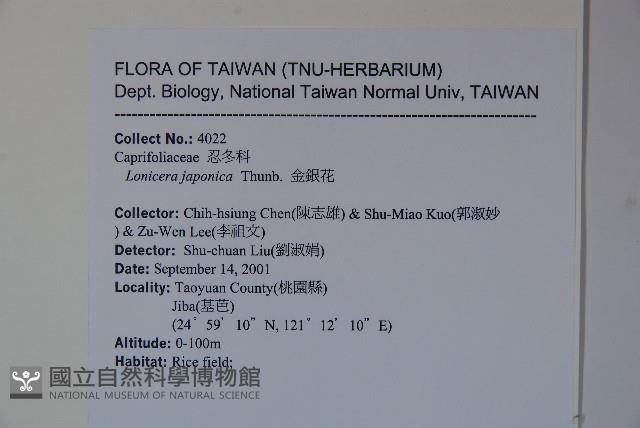 FLORA OF TAIWAN (TNU-HERBARIUM)
Dept. Biology, National Taiwan Normal Univ, TAIWAN
--------------------------------------------------------------------------------
Collect No.: 4022
Caprifoliaceae 忍冬科
Lonicera japonica Thunb. 金銀花
Collector: Chih-hsiung Chen(陳志雄) & Shu-Miao Kuo(郭淑妙
) & Zu-Wen Lee(李祖文)
Detector: Shu-chuan Liu(劉淑娟)
Date: September 14, 2001
Locality: Taoyuan County(桃園縣)
Jiba(基芭)
(24° 59' 10" N, 121° 12' 10" E)
Altitude: 0-100m
Habitat: Rice field;
國立自然科學博物館
NATIONAL MUSEUM OF NATURAL SCIENCE